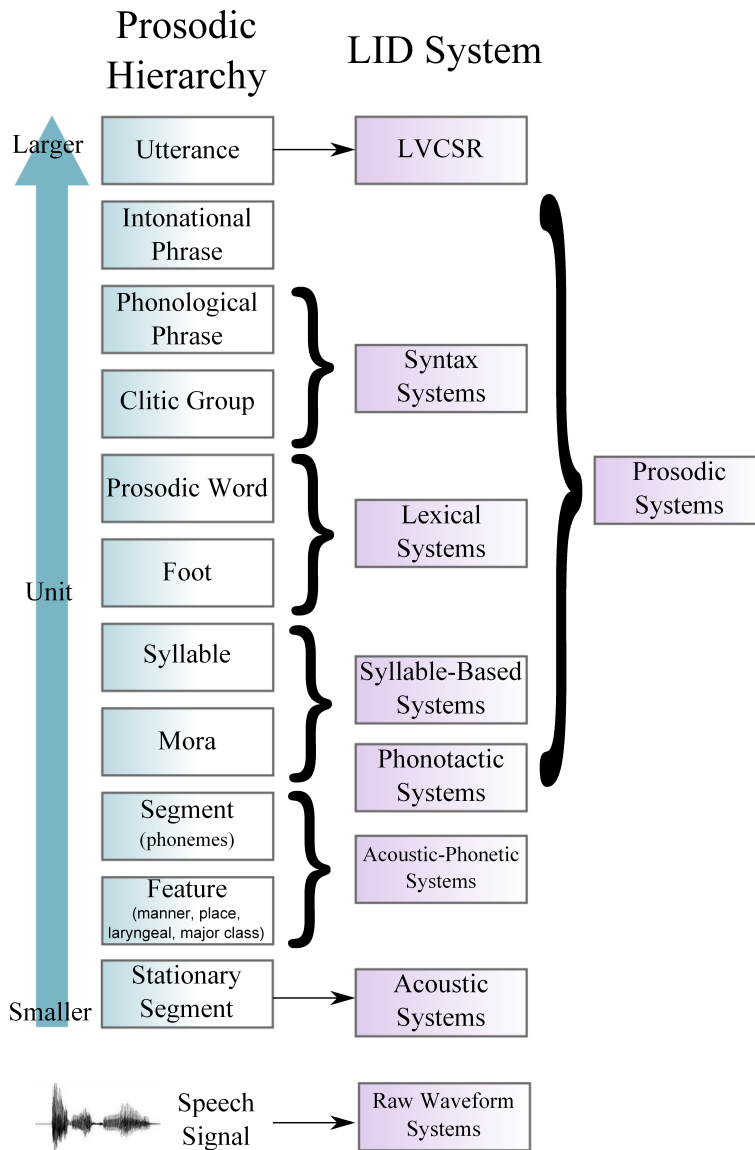 Prosodic
Hierarchy
LID System
Larger
Utterance
LVCSR
Intonational
Phrase
Phonological
Phrase
Syntax
Systems
Clitic Group
Prosodic
Systems
Prosodic Word
Lexical
Systems
Unit
Foot
Syllable
Syllable-Based
Systems
Mora
Phonotactic
Systems
Segment
(phonemes)
Acoustic-Phonetic
Systems
Feature
(manner, place,
laryngeal, major class)
Smaller
Stationary
Segment
Acoustic
Systems
Speech
Signal
Raw Waveform
Systems